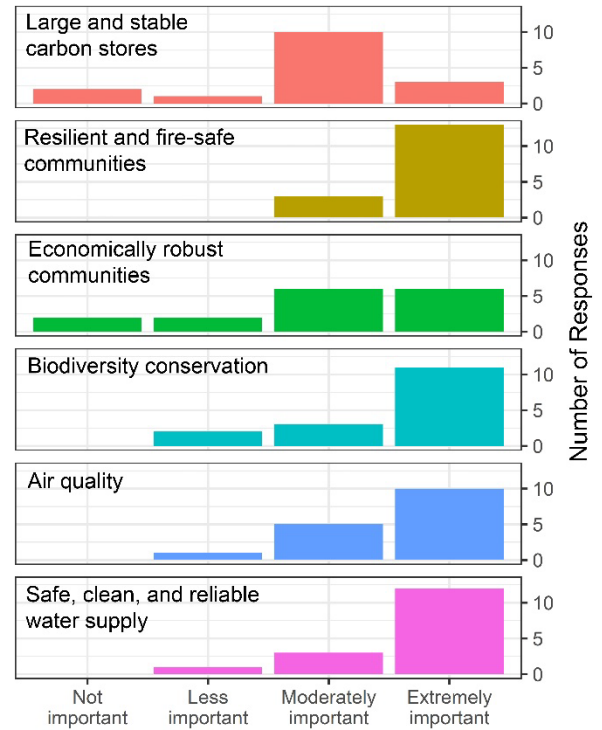 Large and stable
carbon stores
10
5
0
Resilient and fire-safe
communities
10
5
0
Economically robust
communities
10
5
0
Biodiversity conservation
10
5
0
Air quality
10
5
0
Safe, clean, and reliable
water supply
10
5
0
Number of Responses
Not
important
Less
important
Moderately
important
Extremely
important